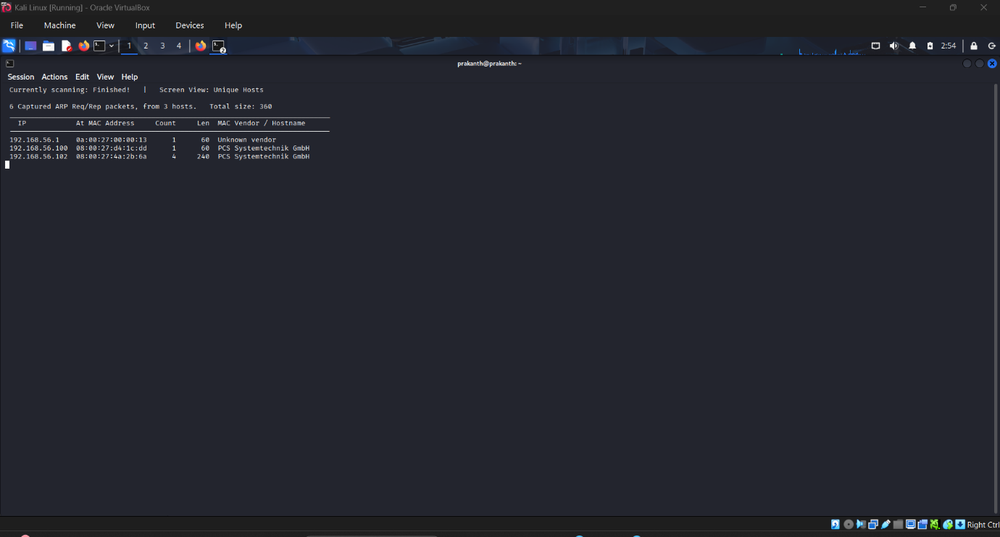 Kali Linux [Running] - Oracle VirtualBox
File Machine View Input Devices Help
1 2 3 4 2 2:54
prakanth@prakanth: ~
Session Actions Edit View Help
Currently scanning: Finished! | Screen View: Unique Hosts
6 Captured ARP Req/Rep packets, from 3 hosts. Total size: 360
IP At MAC Address Count Len MAC Vendor / Hostname
192.168.56.1 0a:00:27:00:00:13 1 60 Unknown vendor
192.168.56.100 08:00:27:d4:1c:dd 1 60 PCS Systemtechnik GmbH
192.168.56.102 08:00:27:4a:2b:6a 4 240 PCS Systemtechnik GmbH
Right Ctrl